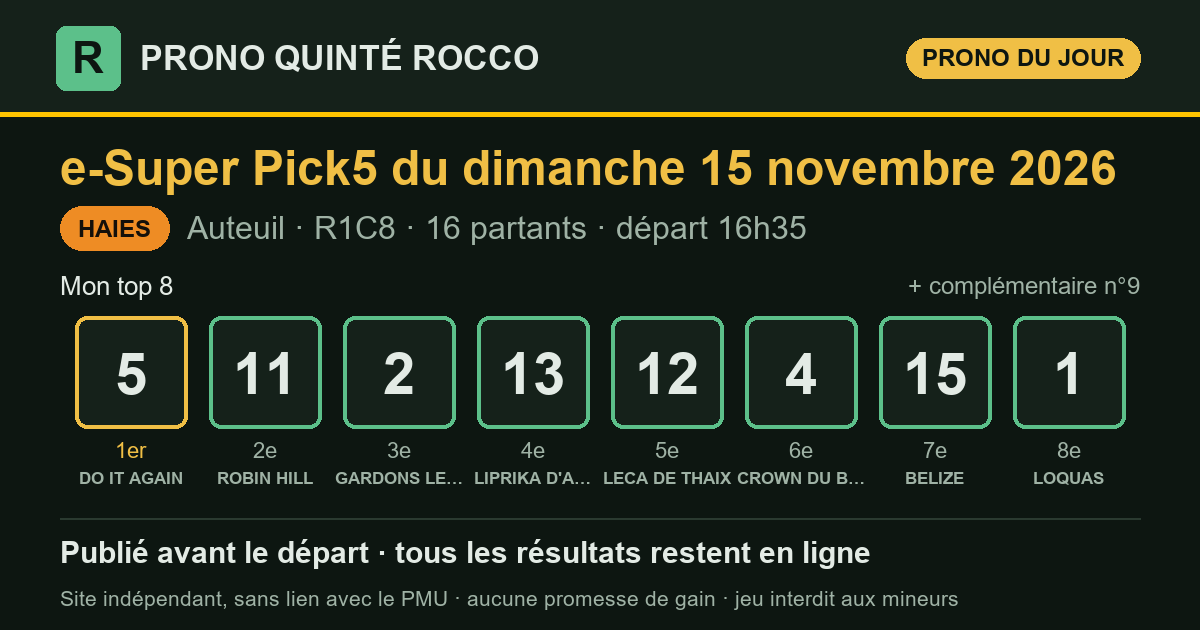 R PRONO QUINTÉ ROCCO PRONO DU JOUR
e-Super Pick5 du dimanche 15 novembre 2026
HAIES Auteuil · R1C8 · 16 partants · départ 16h35
Mon top 8 + complémentaire n°9
5 11 2 13 12 4 15 1
1er 2e 3e 4e 5e 6e 7e 8e
DO IT AGAIN ROBIN HILL GARDONS LE... LIPRIKA D'A... LECA DE THAIX CROWN DU B... BELIZE LOQUAS
Publié avant le départ · tous les résultats restent en ligne
Site indépendant, sans lien avec le PMU · aucune promesse de gain · jeu interdit aux mineurs